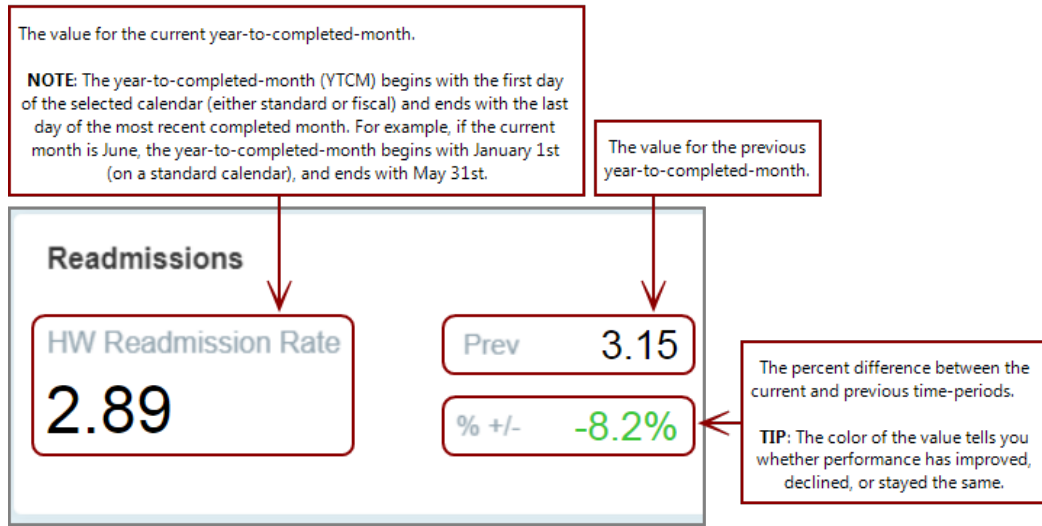 The value for the current year-to-completed-month.
NOTE: The year-to-completed-month (YTCM) begins with the first day
of the selected calendar (either standard or fiscal) and ends with the last
day of the most recent completed month. For example, if the current
month is June, the year-to-completed-month begins with January 1st
(on a standard calendar), and ends with May 31st.
The value for the previous
year-to-completed-month.
Readmissions
HW Readmission Rate
2.89
Prev 3.15
% +/- -8.2%
The percent difference between the
current and previous time-periods.
TIP: The color of the value tells you
whether performance has improved,
declined, or stayed the same.